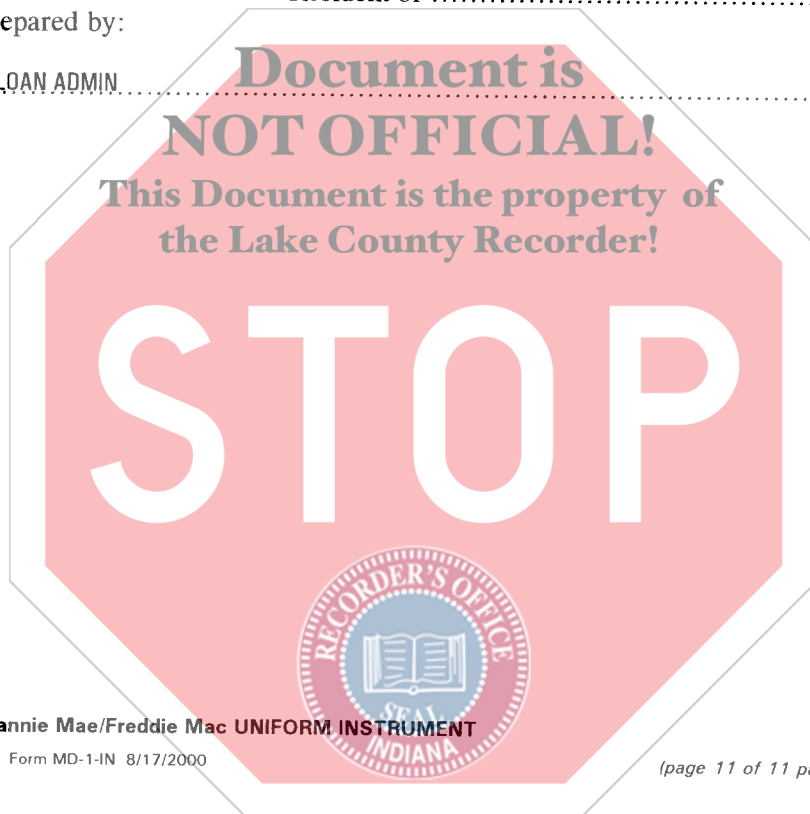 epared by:
OAN ADMIN
Document is
NOT OFFICIAL!
This Document is the property of
the Lake County Recorder!
STOP
RECORDER'S OFFICE
SEAL
INDIANA
annie Mae/Freddie Mac UNIFORM INSTRUMENT
Form MD-1-IN 8/17/2000
(page 11 of 11 pa